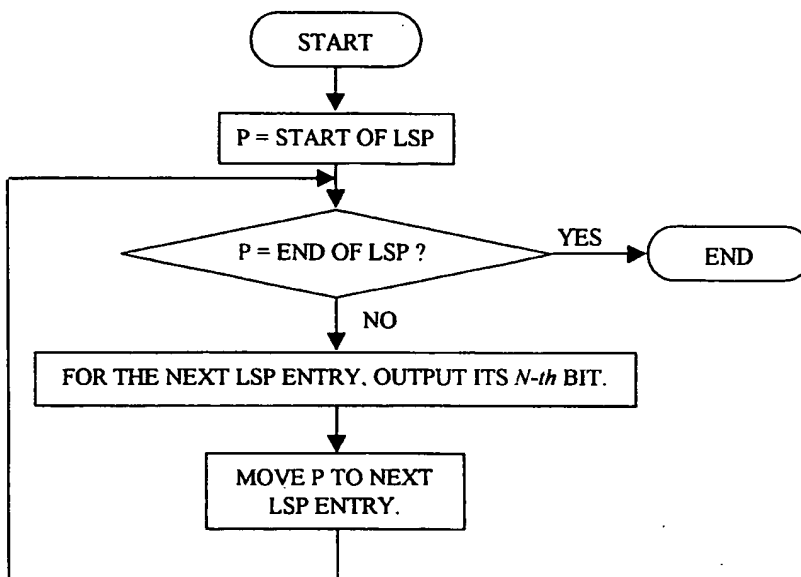 START
P = START OF LSP
P = END OF LSP ?
YES
END
NO
FOR THE NEXT LSP ENTRY, OUTPUT ITS N-th BIT.
MOVE P TO NEXT
LSP ENTRY.